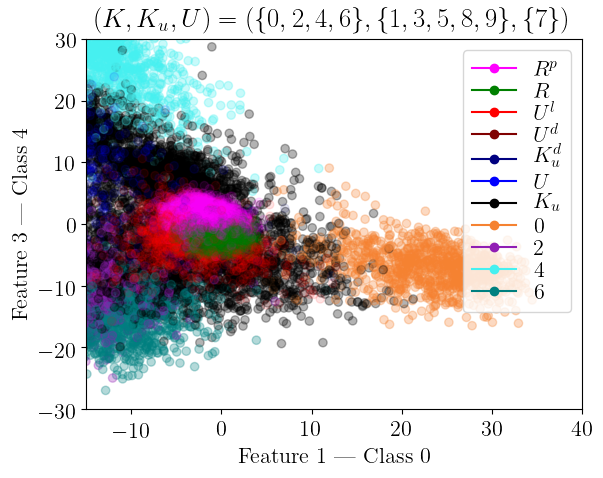 (K, K_u, U) = ({0, 2, 4, 6}, {1, 3, 5, 8, 9}, {7})
30
20
10
0
−10
−20
−30
Feature 3 — Class 4
R^p
R
U^l
U^d
K_u^d
U
K_u
0
2
4
6
−10
0
10
20
30
40
Feature 1 — Class 0